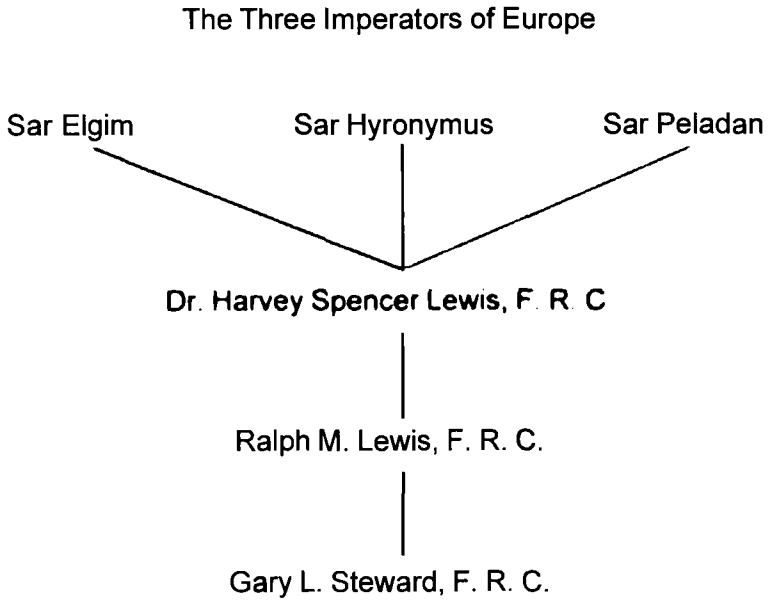 The Three Imperators of Europe
Sar Elgim Sar Hyronymus Sar Peladan
Dr. Harvey Spencer Lewis, F. R. C
Ralph M. Lewis, F. R. C.
Gary L. Steward, F. R. C.